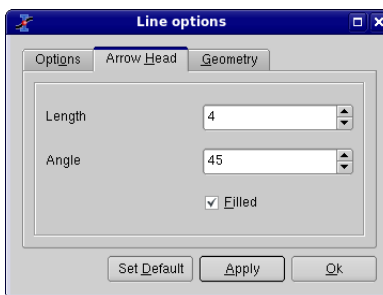 Line options
Options Arrow Head Geometry
Length 4
Angle 45
Filled
Set Default Apply Ok